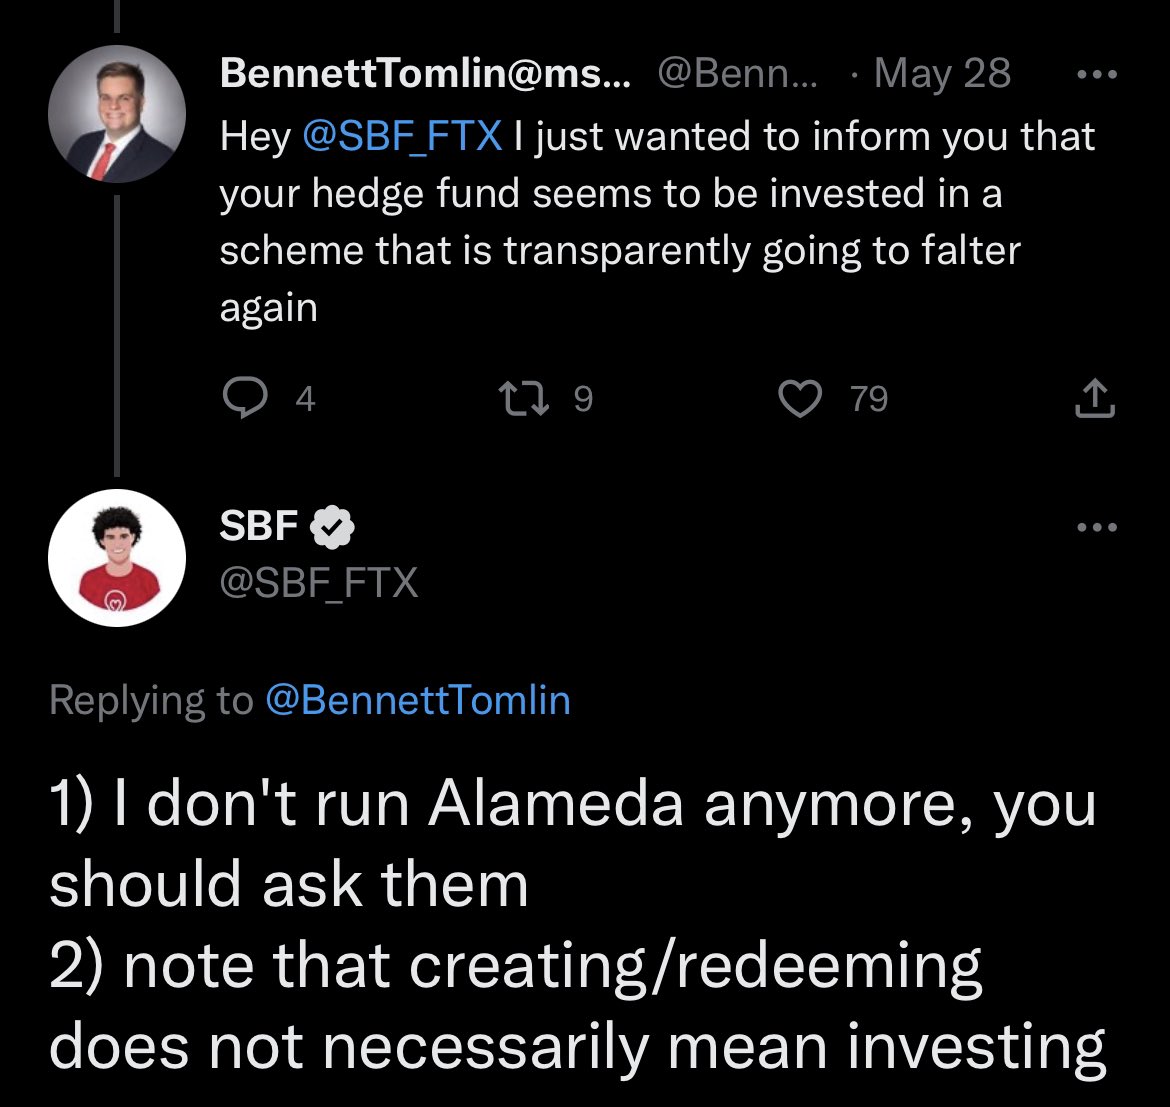 BennettTomlin@ms... @Benn... · May 28
Hey @SBF_FTX I just wanted to inform you that
your hedge fund seems to be invested in a
scheme that is transparently going to falter
again
4 9 79
SBF
@SBF_FTX
Replying to @BennettTomlin
1) I don't run Alameda anymore, you
should ask them
2) note that creating/redeeming
does not necessarily mean investing